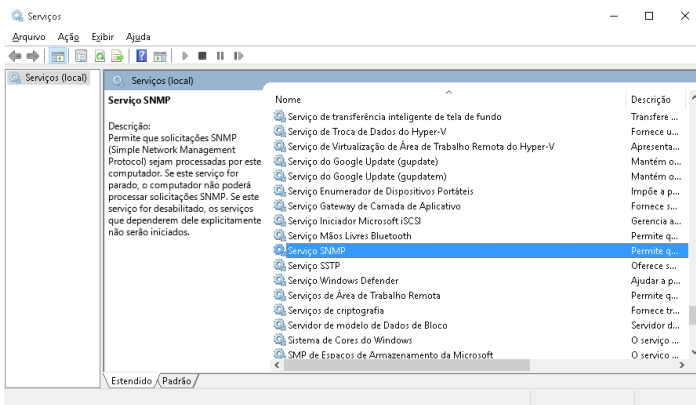 Serviços
Arquivo Ação Exibir Ajuda
Serviços (local)
Serviços (local)
Serviço SNMP
Descrição:
Permite que solicitações SNMP
(Simple Network Management
Protocol) sejam processadas por este
computador. Se este serviço for
parado, o computador não poderá
processar solicitações SNMP. Se este
serviço for desabilitado, os serviços
que dependerem dele explicitamente
não serão iniciados.
Nome Descrição
Serviço de transferência inteligente de tela de fundo Transfere ...
Serviço de Troca de Dados do Hyper-V Fornece u...
Serviço de Virtualização de Área de Trabalho Remota do Hyper-V Apresenta...
Serviço do Google Update (gupdate) Mantém o...
Serviço do Google Update (gupdatem) Mantém o...
Serviço Enumerador de Dispositivos Portáteis Impõe a p...
Serviço Gateway de Camada de Aplicativo Fornece s...
Serviço Iniciador Microsoft iSCSI Gerencia a...
Serviço Mãos Livres Bluetooth Permite q...
Serviço SNMP Permite q...
Serviço SSTP Oferece s...
Serviço Windows Defender Ajudar a p...
Serviços de Área de Trabalho Remota Permite q...
Serviços de criptografia Fornece tr...
Servidor de modelo de Dados de Bloco Servidor d...
Sistema de Cores do Windows O serviço ...
SMP de Espaços de Armazenamento da Microsoft O serviço ...
Estendido Padrão